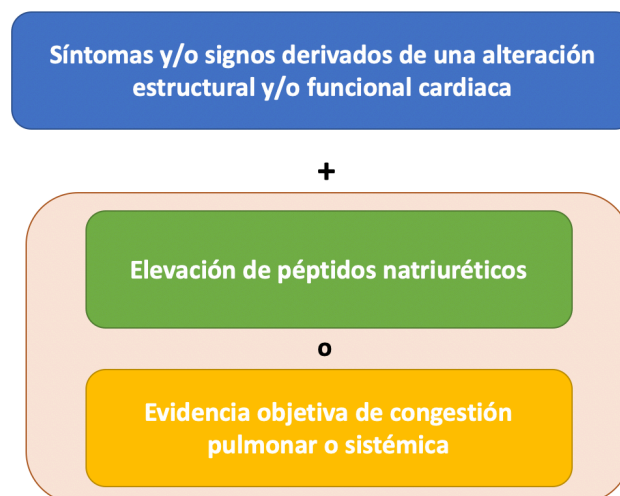 Síntomas y/o signos derivados de una alteración
estructural y/o funcional cardiaca
+
Elevación de péptidos natriuréticos
o
Evidencia objetiva de congestión
pulmonar o sistémica